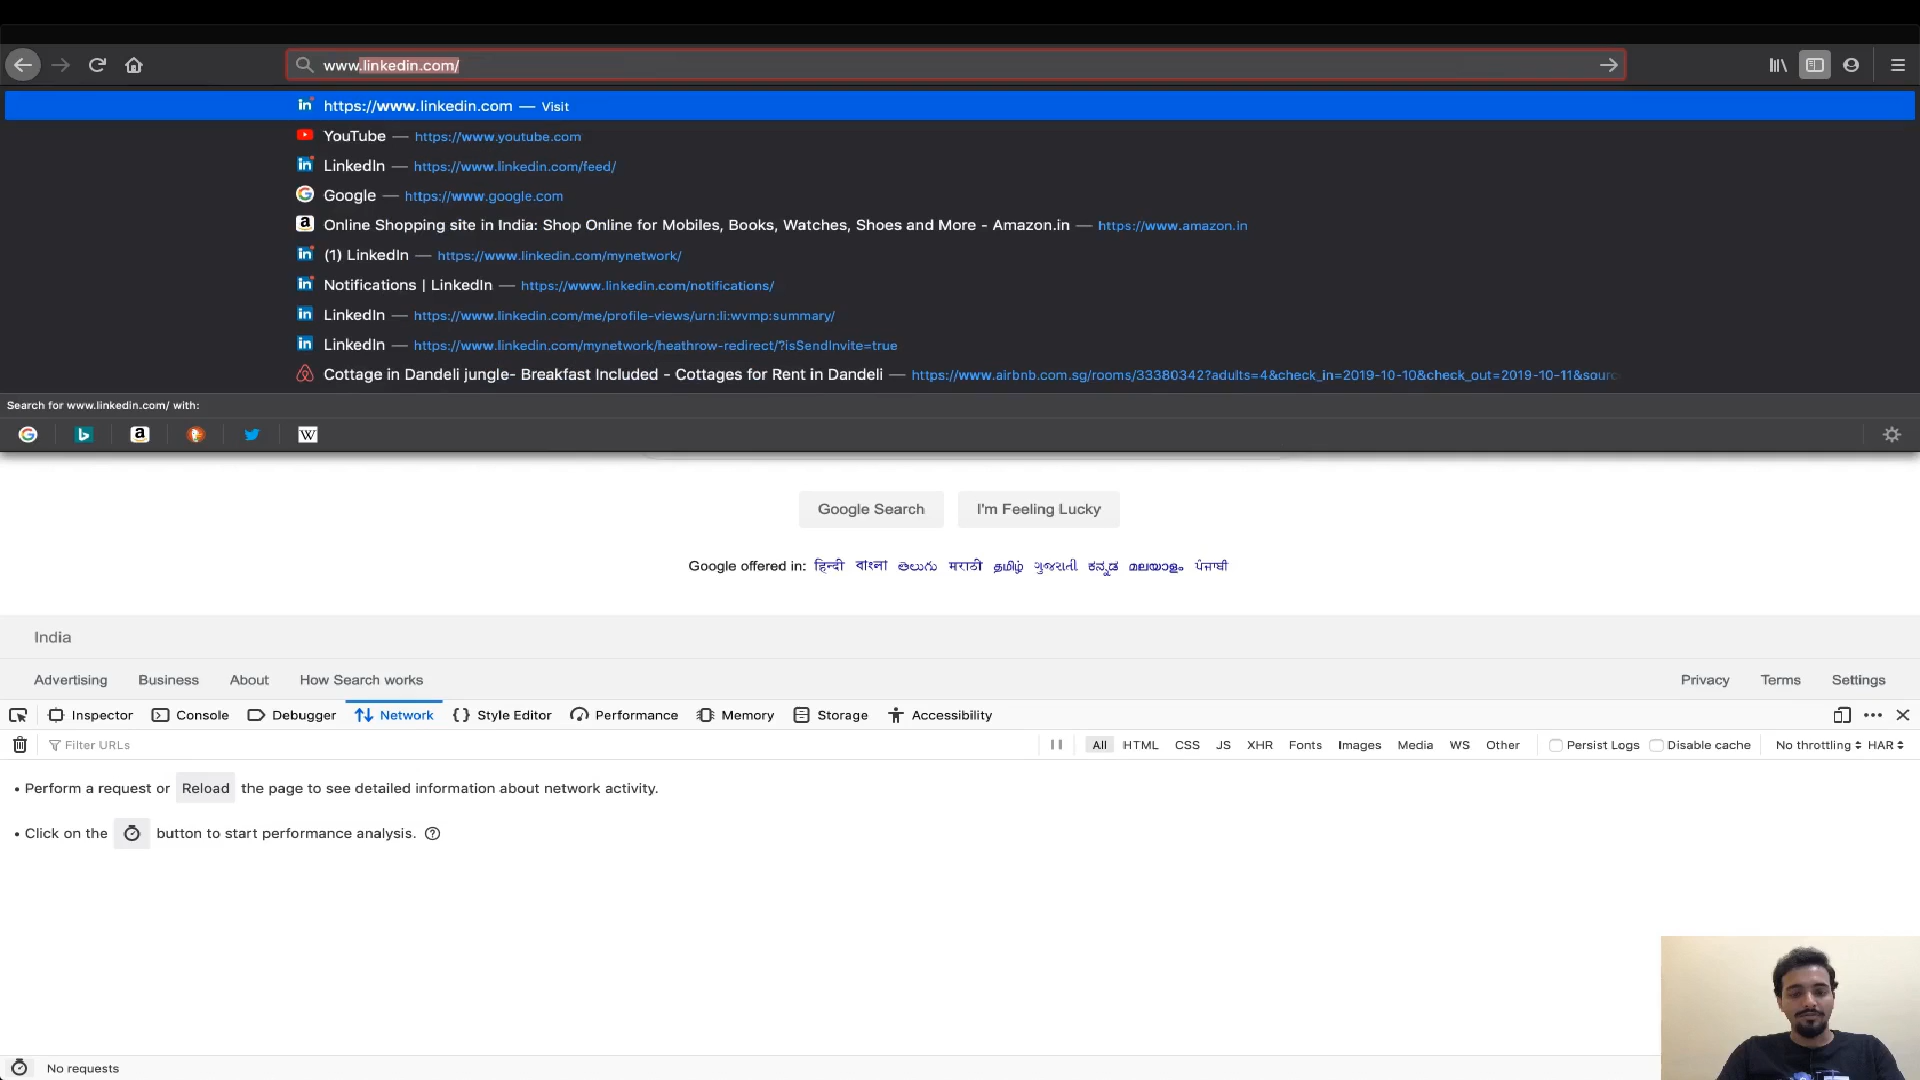 www.linkedin.com/
https://www.linkedin.com — Visit
YouTube — https://www.youtube.com
LinkedIn — https://www.linkedin.com/feed/
Google — https://www.google.com
Online Shopping site in India: Shop Online for Mobiles, Books, Watches, Shoes and More - Amazon.in — https://www.amazon.in
(1) LinkedIn — https://www.linkedin.com/mynetwork/
Notifications | LinkedIn — https://www.linkedin.com/notifications/
LinkedIn — https://www.linkedin.com/me/profile-views/urn:li:wvmp:summary/
LinkedIn — https://www.linkedin.com/mynetwork/heathrow-redirect/?isSendInvite=true
Cottage in Dandeli jungle- Breakfast Included - Cottages for Rent in Dandeli — https://www.airbnb.com.sg/rooms/33380342?adults=4&check_in=2019-10-10&check_out=2019-10-11&sourc
Search for www.linkedin.com/ with:
Google Search I'm Feeling Lucky
Google offered in: हिन्दी বাংলা తెలుగు मराठी தமிழ் ગુજરાતી ಕನ್ನಡ മലയാളം ਪੰਜਾਬੀ
India
Advertising Business About How Search works Privacy Terms Settings
Inspector Console Debugger Network Style Editor Performance Memory Storage Accessibility
Filter URLs All HTML CSS JS XHR Fonts Images Media WS Other Persist Logs Disable cache No throttling HAR
• Perform a request or Reload the page to see detailed information about network activity.
• Click on the button to start performance analysis.
No requests